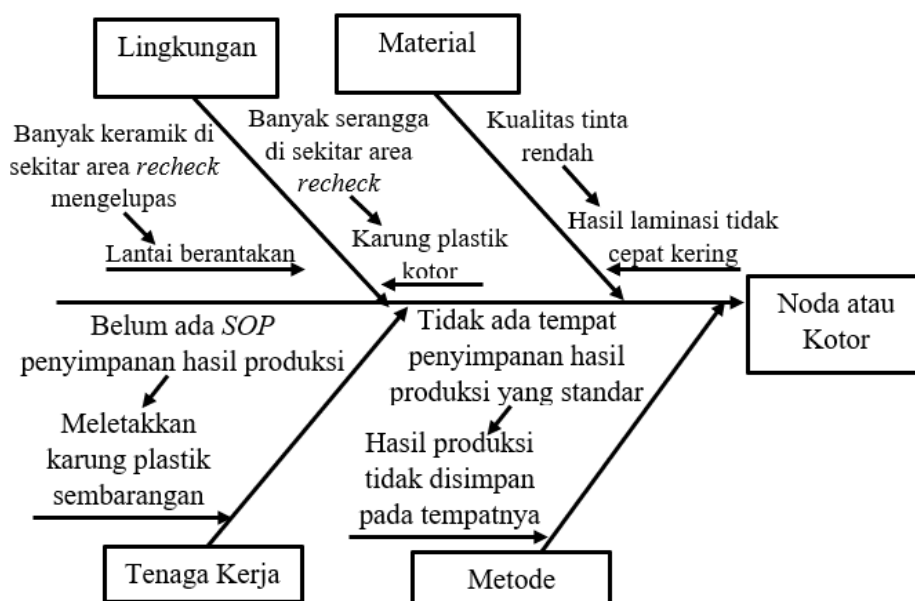 Lingkungan
Material
Banyak keramik di
sekitar area recheck
mengelupas
Lantai berantakan
Banyak serangga
di sekitar area
recheck
Karung plastik
kotor
Kualitas tinta
rendah
Hasil laminasi tidak
cepat kering
Noda atau
Kotor
Belum ada SOP
penyimpanan hasil produksi
Meletakkan
karung plastik
sembarangan
Tidak ada tempat
penyimpanan hasil
produksi yang standar
Hasil produksi
tidak disimpan
pada tempatnya
Tenaga Kerja
Metode